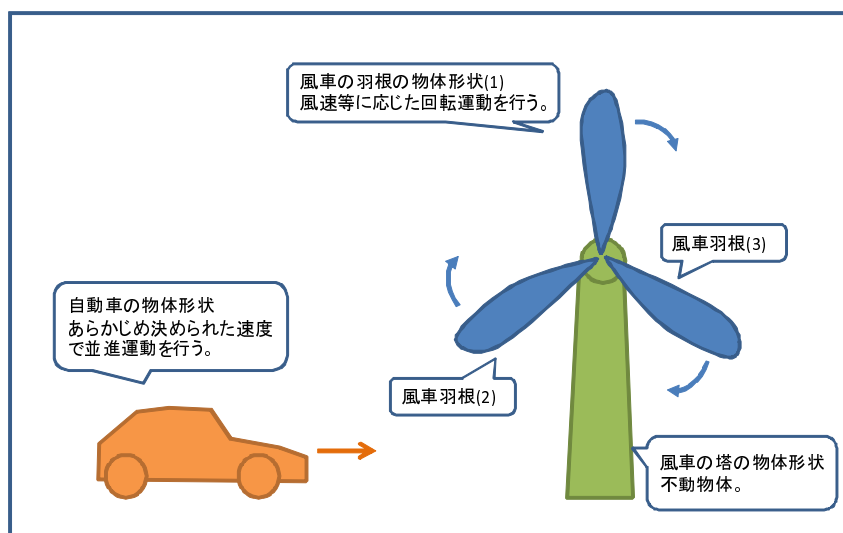 風車の羽根の物体形状(1)
風速等に応じた回転運動を行う。
風車羽根(3)
自動車の物体形状
あらかじめ決められた速度
で並進運動を行う。
風車羽根(2)
風車の塔の物体形状
不動物体。